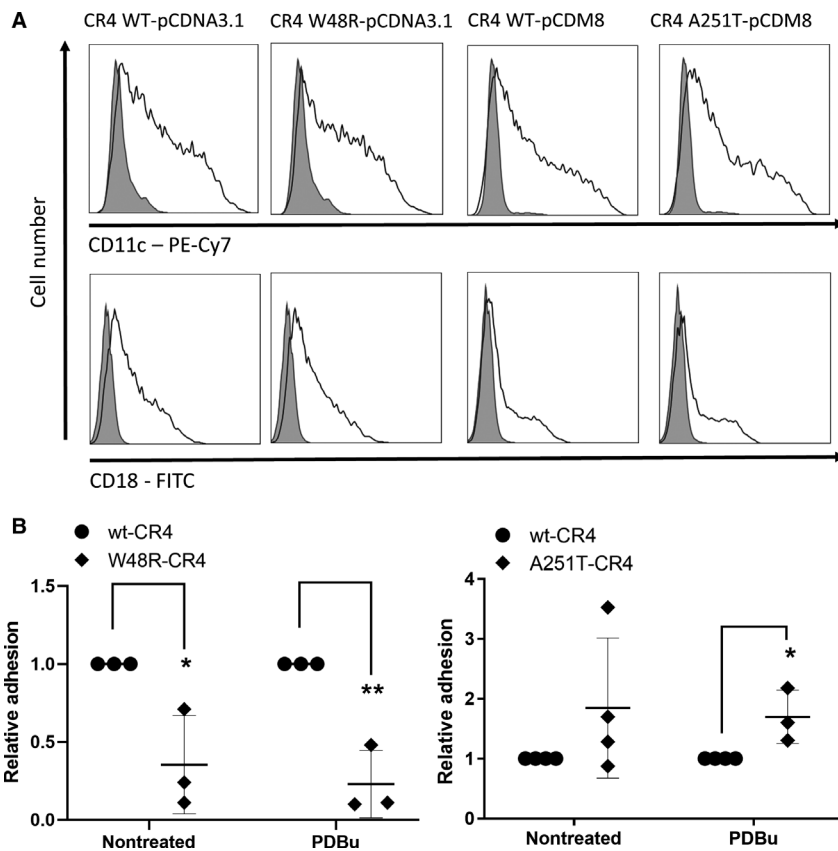 A
CR4 WT-pCDNA3.1 CR4 W48R-pCDNA3.1 CR4 WT-pCDM8 CR4 A251T-pCDM8
Cell number
CD11c – PE-Cy7
CD18 - FITC
B
wt-CR4
W48R-CR4
Relative adhesion
1.5
1.0
0.5
0.0
*
**
Nontreated PDBu
wt-CR4
A251T-CR4
Relative adhesion
4
3
2
1
0
*
Nontreated PDBu